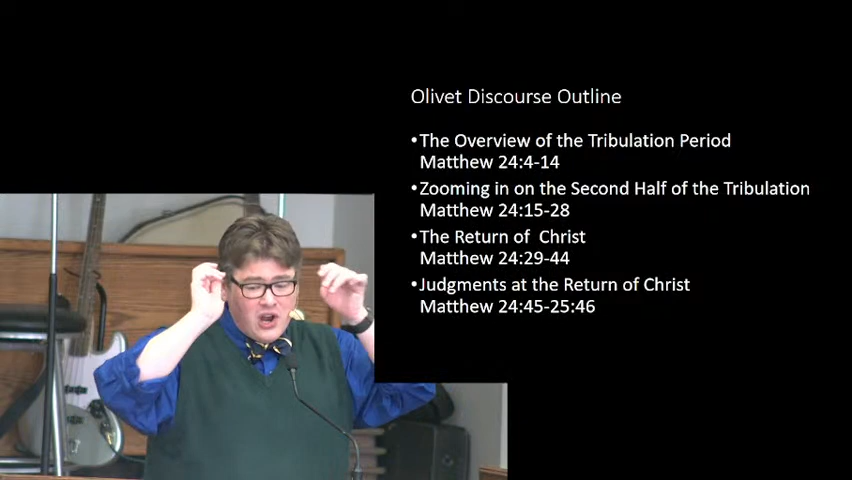 Olivet Discourse Outline
•The Overview of the Tribulation Period
Matthew 24:4-14
•Zooming in on the Second Half of the Tribulation
Matthew 24:15-28
•The Return of  Christ
Matthew 24:29-44
•Judgments at the Return of Christ
Matthew 24:45-25:46